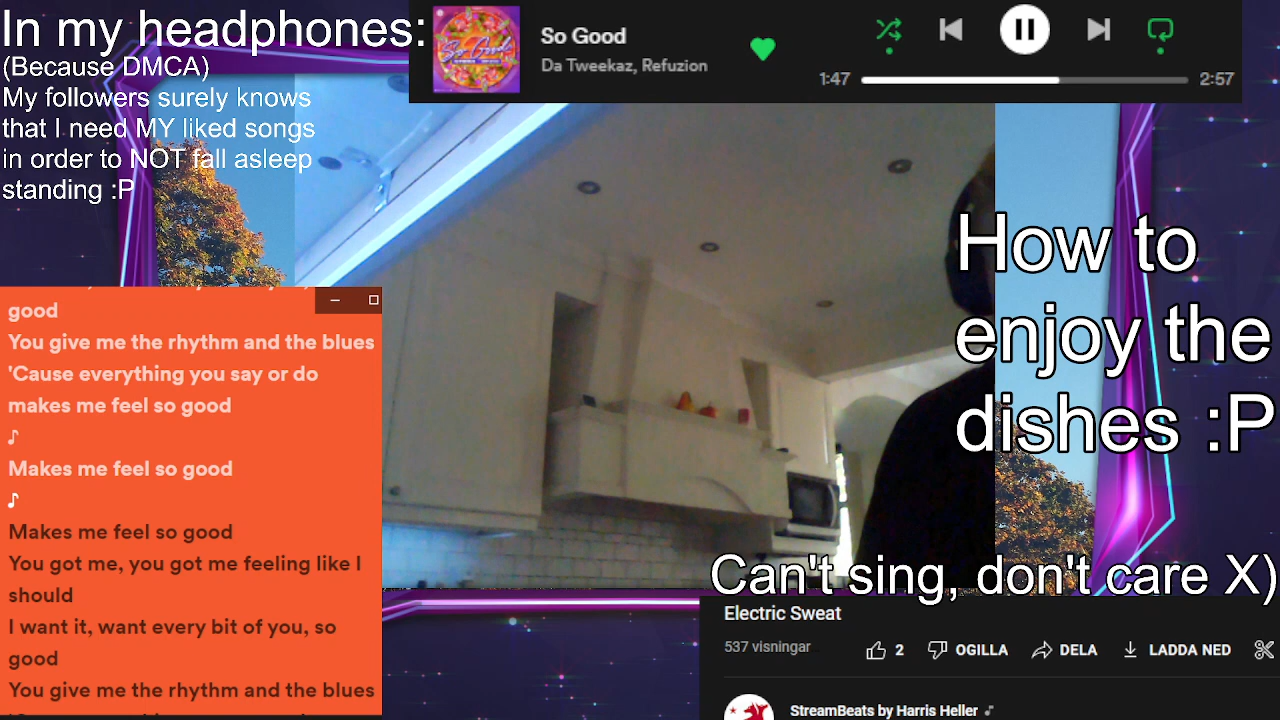 In my headphones:
(Because DMCA)
My followers surely knows
that I need MY liked songs
in order to NOT fall asleep
standing :P
So Good
Da Tweekaz, Refuzion
1:47
2:57
So Good
How to
enjoy the
dishes :P
good
You give me the rhythm and the blues
'Cause everything you say or do
makes me feel so good
♪
Makes me feel so good
♪
Makes me feel so good
You got me, you got me feeling like I
should
I want it, want every bit of you, so
good
You give me the rhythm and the blues
Can't sing, don't care X)
Electric Sweat
537 visningar
2
OGILLA
DELA
LADDA NED
StreamBeats by Harris Heller ♪